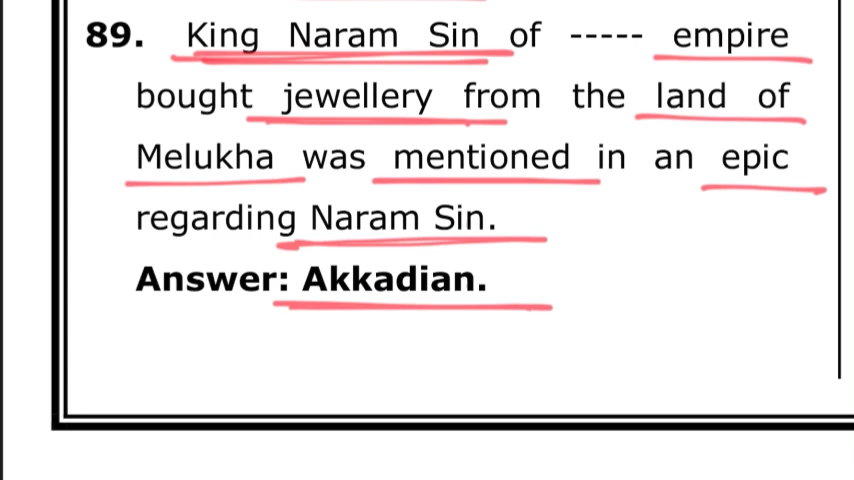 89. King Naram Sin of ----- empire
bought jewellery from the land of
Melukha was mentioned in an epic
regarding Naram Sin.
Answer: Akkadian.